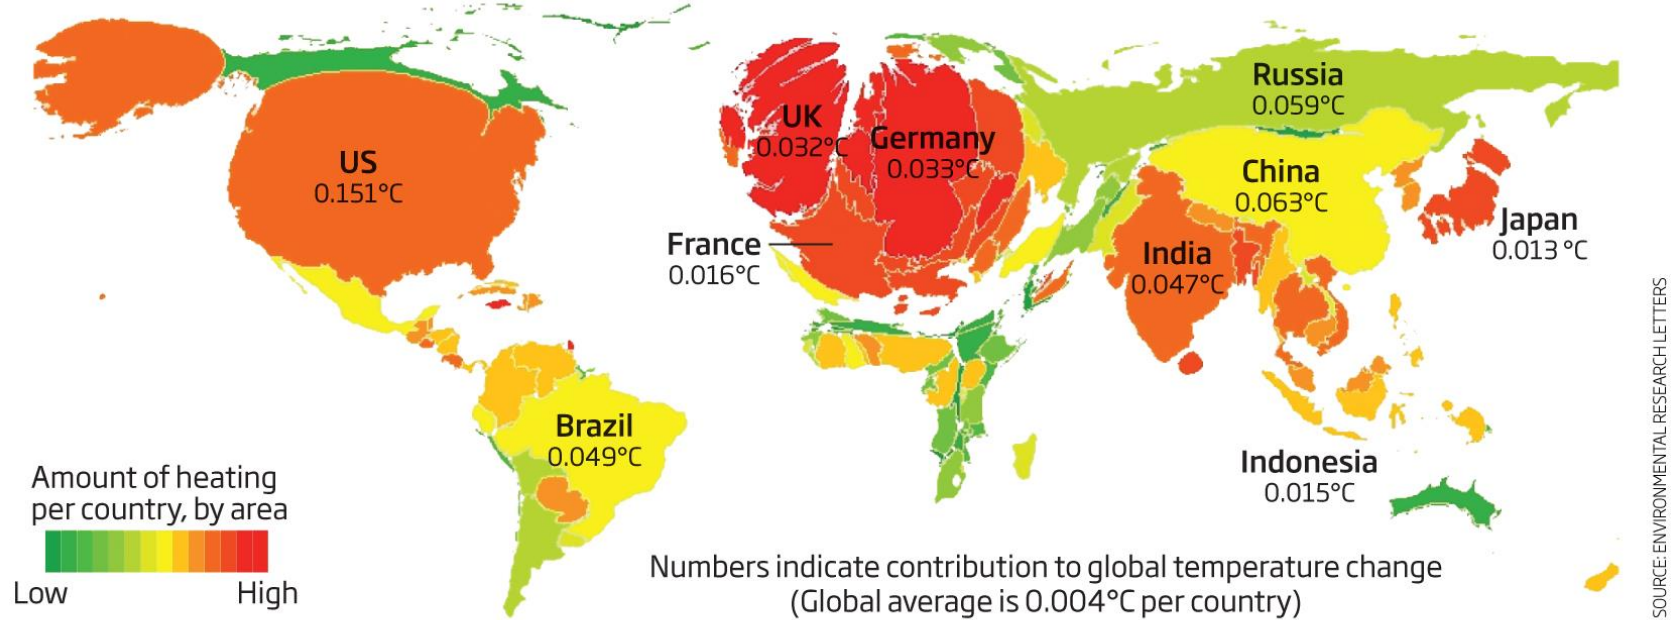 Russia
0.059°C
UK
0.032°C
Germany
0.033°C
US
0.151°C
China
0.063°C
France
0.016°C
India
0.047°C
Japan
0.013°C
Brazil
0.049°C
Indonesia
0.015°C
Amount of heating
per country, by area
Low
High
Numbers indicate contribution to global temperature change
(Global average is 0.004°C per country)
SOURCE: ENVIRONMENTAL RESEARCH LETTERS